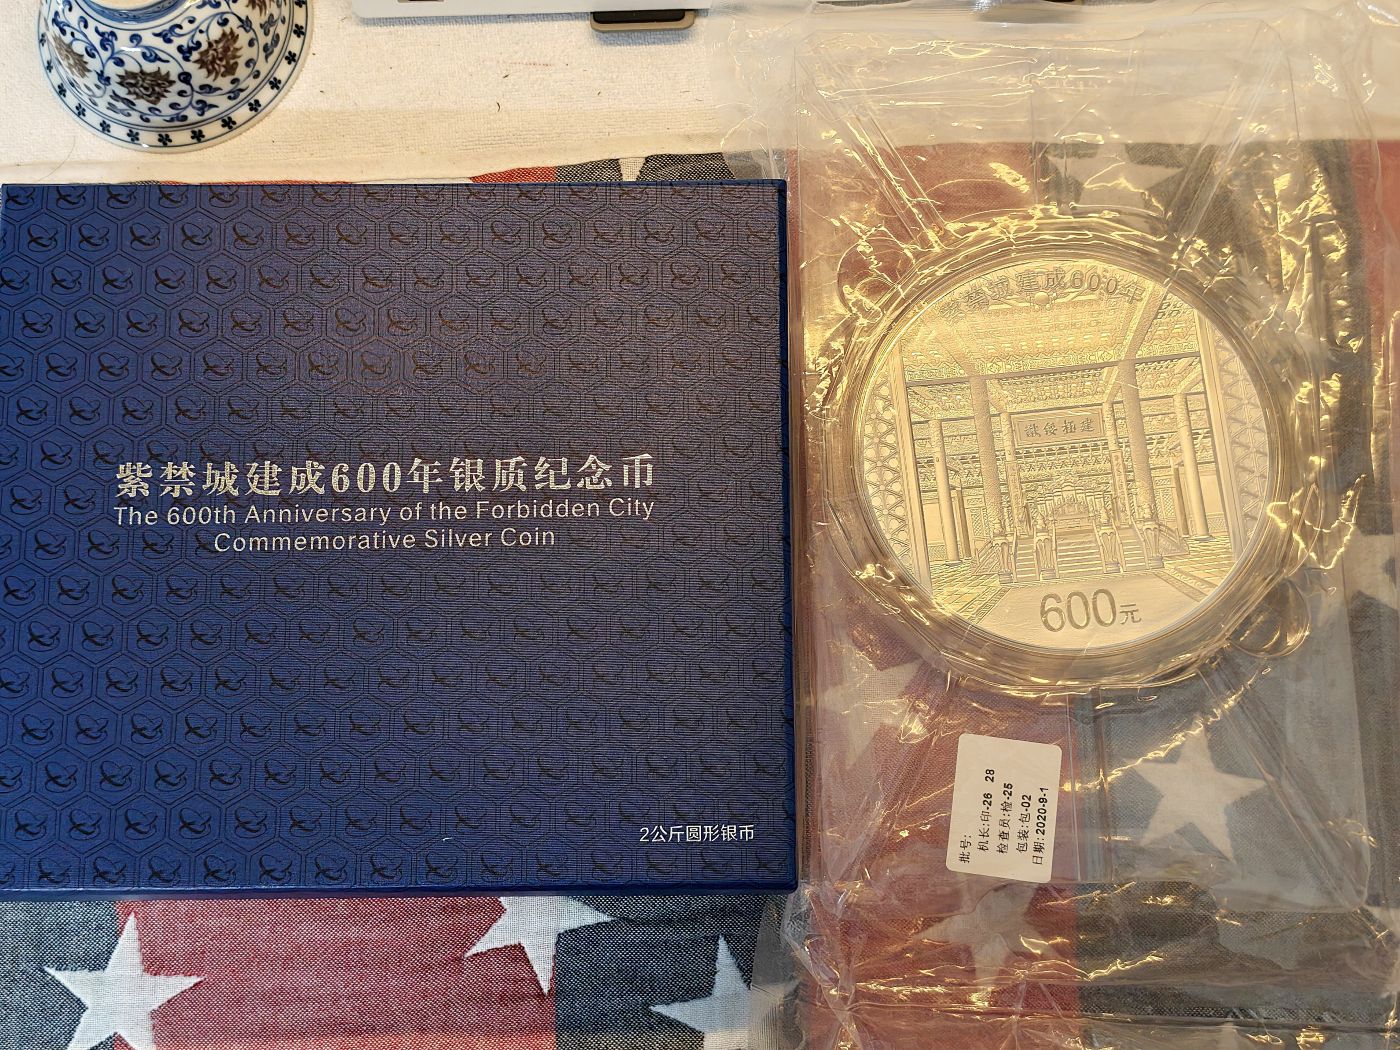 紫禁城建成600年银质纪念币
The 600th Anniversary of the Forbidden City
Commemorative Silver Coin
2公斤圆形银币
紫禁城建成600年
建极绥猷
600元
批号:
机长:印-26 28
检查员:检-25
包装:包-02
日期:2020-9-1